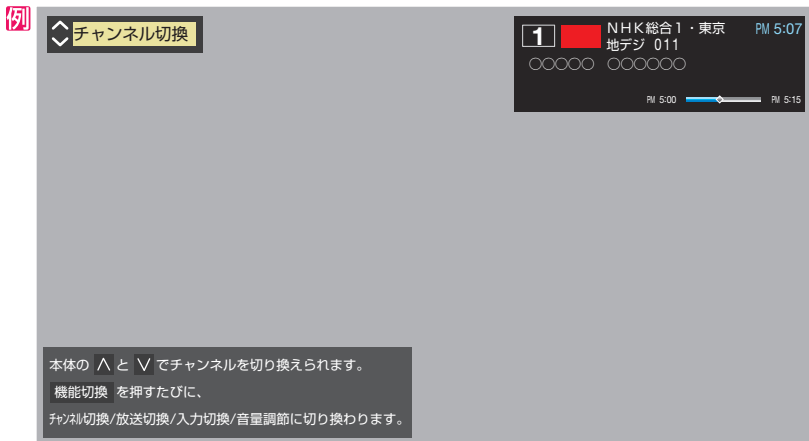 例
チャンネル切換
1 NHK総合1・東京 PM 5:07
地デジ 011
○○○○○ ○○○○○○
PM 5:00 PM 5:15
本体の ∧ と ∨ でチャンネルを切り換えられます。
機能切換 を押すたびに、
ﾁｬﾝﾈﾙ切換/放送切換/入力切換/音量調節に切り換わります。